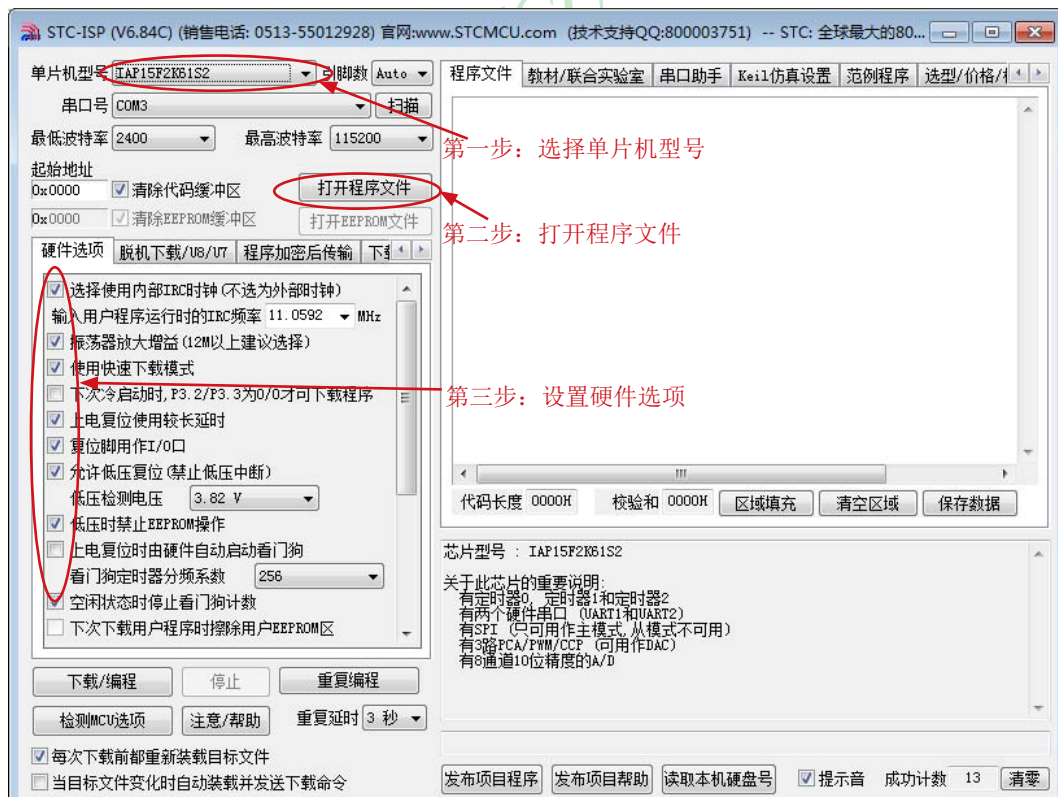 STC-ISP (V6.84C) (销售电话: 0513-55012928) 官网:www.STCMCU.com (技术支持QQ:800003751) -- STC: 全球最大的80...
单片机型号 IAP15F2K61S2 引脚数 Auto
串口号 COM3 扫描
最低波特率 2400 最高波特率 115200
起始地址
0x0000 清除代码缓冲区 打开程序文件
0x0000 清除EEPROM缓冲区 打开EEPROM文件
硬件选项 脱机下载/U8/U7 程序加密后传输
选择使用内部IRC时钟(不选为外部时钟)
输入用户程序运行时的IRC频率 11.0592 MHz
振荡器放大增益(12M以上建议选择)
使用快速下载模式
下次冷启动时,P3.2/P3.3为0/0才可下载程序
上电复位使用较长延时
复位脚用作I/O口
允许低压复位(禁止低压中断)
低压检测电压 3.82 V
低压时禁止EEPROM操作
上电复位时由硬件自动启动看门狗
看门狗定时器分频系数 256
空闲状态时停止看门狗计数
下次下载用户程序时擦除用户EEPROM区
下载/编程 停止 重复编程
检测MCU选项 注意/帮助 重复延时 3 秒
每次下载前都重新装载目标文件
当目标文件变化时自动装载并发送下载命令
程序文件 教材/联合实验室 串口助手 Keil仿真设置 范例程序 选型/价格/
第一步：选择单片机型号
第二步：打开程序文件
第三步：设置硬件选项
代码长度 0000H 校验和 0000H 区域填充 清空区域 保存数据
芯片型号 : IAP15F2K61S2
关于此芯片的重要说明:
有定时器0, 定时器1和定时器2
有两个硬件串口 (UART1和UART2)
有SPI (只可用作主模式,从模式不可用)
有3路PCA/PWM/CCP (可用作DAC)
有8通道10位精度的A/D
发布项目程序 发布项目帮助 读取本机硬盘号 提示音 成功计数 13 清零